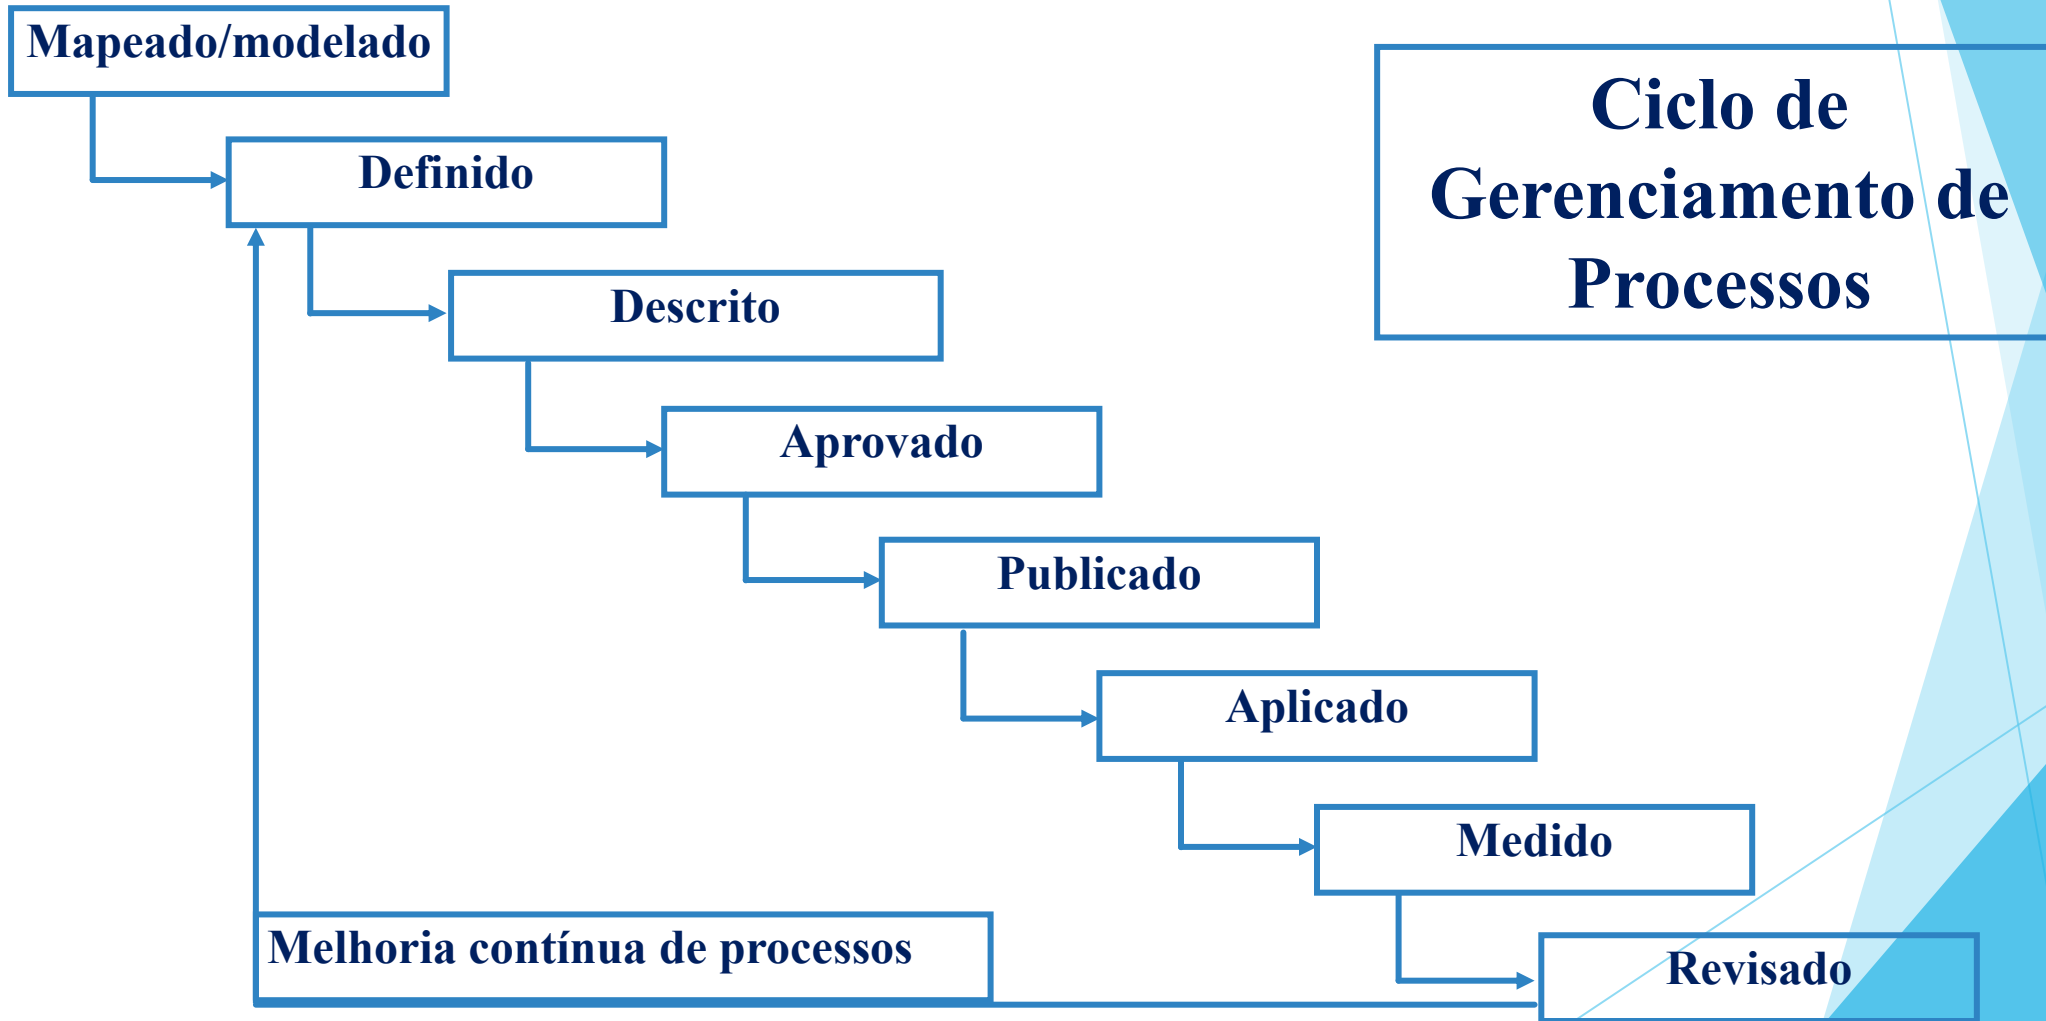 Mapeado/modelado
Ciclo de
Gerenciamento de
Processos
Definido
Descrito
Aprovado
Publicado
Aplicado
Medido
Melhoria contínua de processos
Revisado